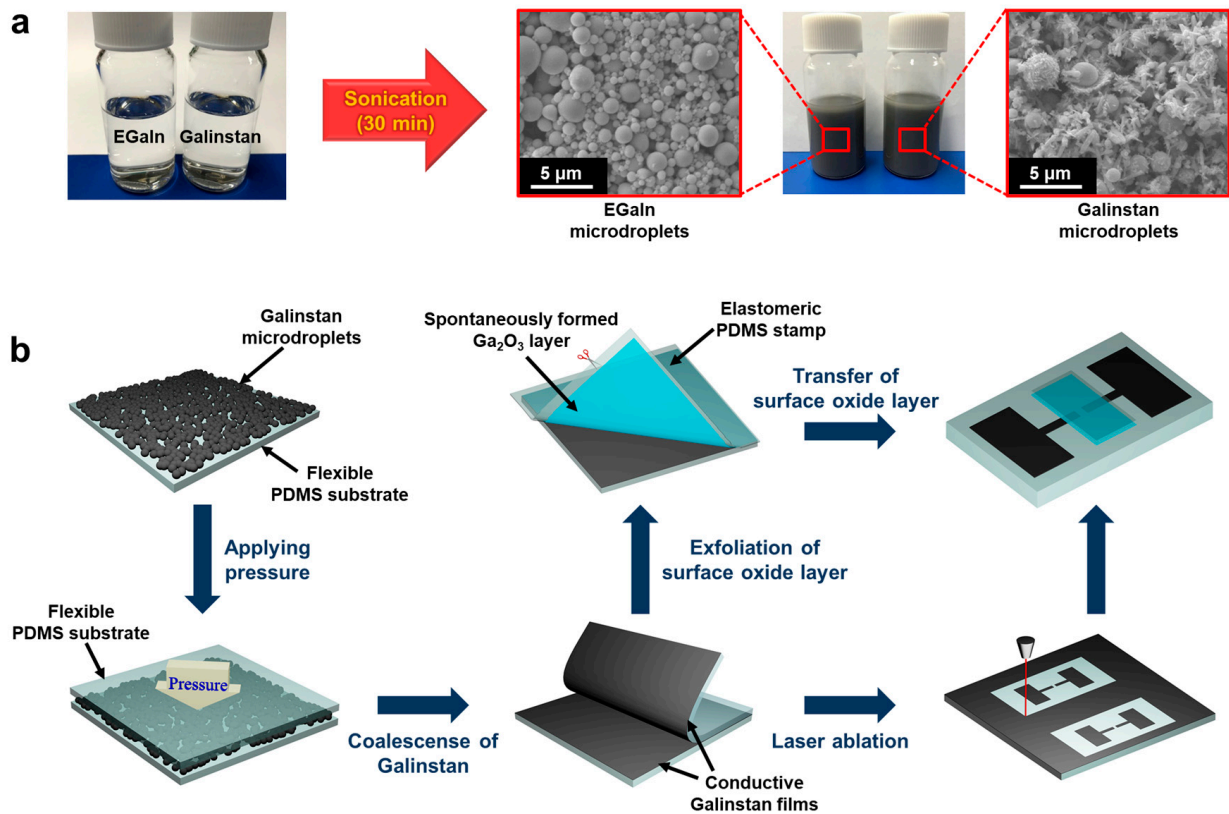 a
EGaIn
Galinstan
Sonication
(30 min)
5 µm
EGaIn
microdroplets
5 µm
Galinstan
microdroplets
b
Galinstan
microdroplets
Flexible
PDMS substrate
Applying
pressure
Flexible
PDMS substrate
Pressure
Coalescense of
Galinstan
Conductive
Galinstan films
Exfoliation of
surface oxide layer
Spontaneously formed
Ga₂O₃ layer
Elastomeric
PDMS stamp
Transfer of
surface oxide layer
Laser ablation